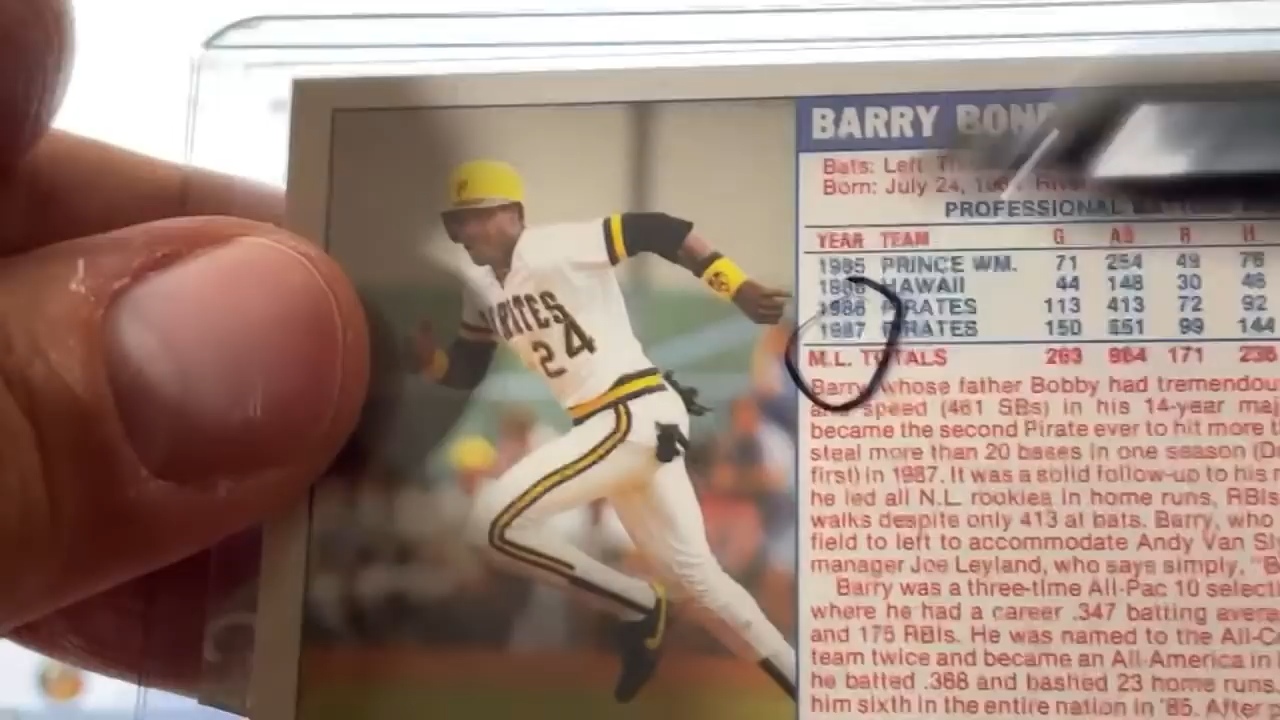 P
PIRATES
24
BARRY BOND
Bats: Left
Born: July 24,
PROFESSIONAL
YEAR TEAM G AB R H
1985 PRINCE WM. 71 254 49 76
1986 HAWAII 44 148 30 48
1986 PIRATES 113 413 72 92
1987 PIRATES 150 551 99 144
M.L. TOTALS 263 964 171 236
Barry, whose father Bobby had tremendou
and speed (461 SBs) in his 14-year maj
became the second Pirate ever to hit more t
steal more than 20 bases in one season (D
first) in 1987. It was a solid follow-up to his r
he led all N.L. rookies in home runs, RBIs
walks despite only 413 at bats. Barry, who
field to left to accommodate Andy Van Sl
manager Joe Leyland, who says simply, "B
Barry was a three-time All-Pac 10 select
where he had a career .347 batting avera
and 175 RBIs. He was named to the All-C
team twice and became an All-America in
he batted .368 and bashed 23 home runs
him sixth in the entire nation in '85. After